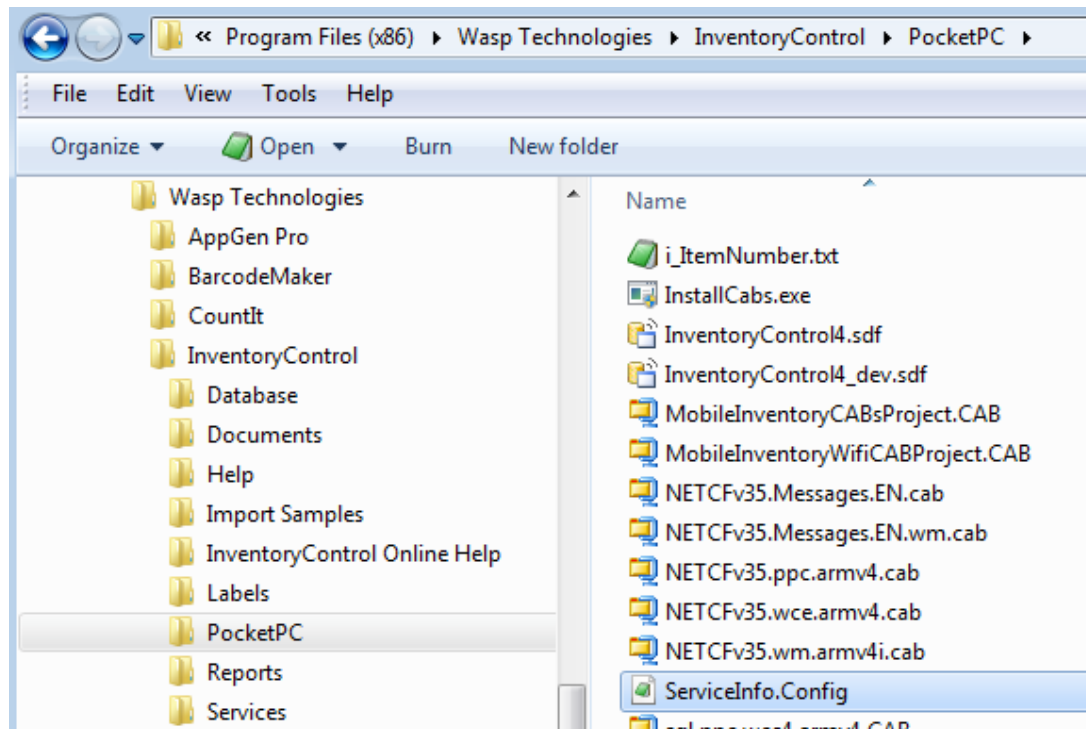 « Program Files (x86) ▸ Wasp Technologies ▸ InventoryControl ▸ PocketPC ▸
File Edit View Tools Help
Organize ▾ Open ▾ Burn New folder
Wasp Technologies
AppGen Pro
BarcodeMaker
CountIt
InventoryControl
Database
Documents
Help
Import Samples
InventoryControl Online Help
Labels
PocketPC
Reports
Services
Name
i_ItemNumber.txt
InstallCabs.exe
InventoryControl4.sdf
InventoryControl4_dev.sdf
MobileInventoryCABsProject.CAB
MobileInventoryWifiCABProject.CAB
NETCFv35.Messages.EN.cab
NETCFv35.Messages.EN.wm.cab
NETCFv35.ppc.armv4.cab
NETCFv35.wce.armv4.cab
NETCFv35.wm.armv4i.cab
ServiceInfo.Config